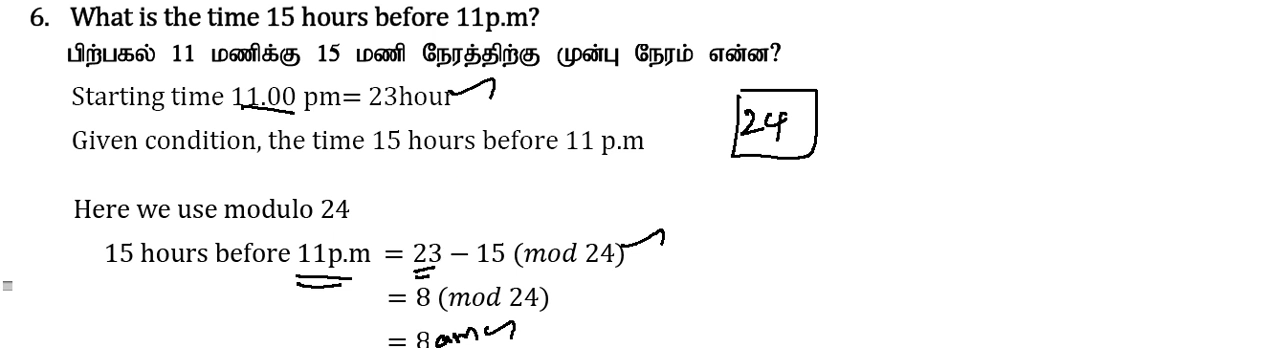 6. What is the time 15 hours before 11p.m?
பிற்பகல் 11 மணிக்கு 15 மணி நேரத்திற்கு முன்பு நேரம் என்ன?
Starting time 11.00 pm= 23hour
Given condition, the time 15 hours before 11 p.m
24
Here we use modulo 24
15 hours before 11p.m = 23 − 15 (mod 24)
= 8 (mod 24)
= 8 am